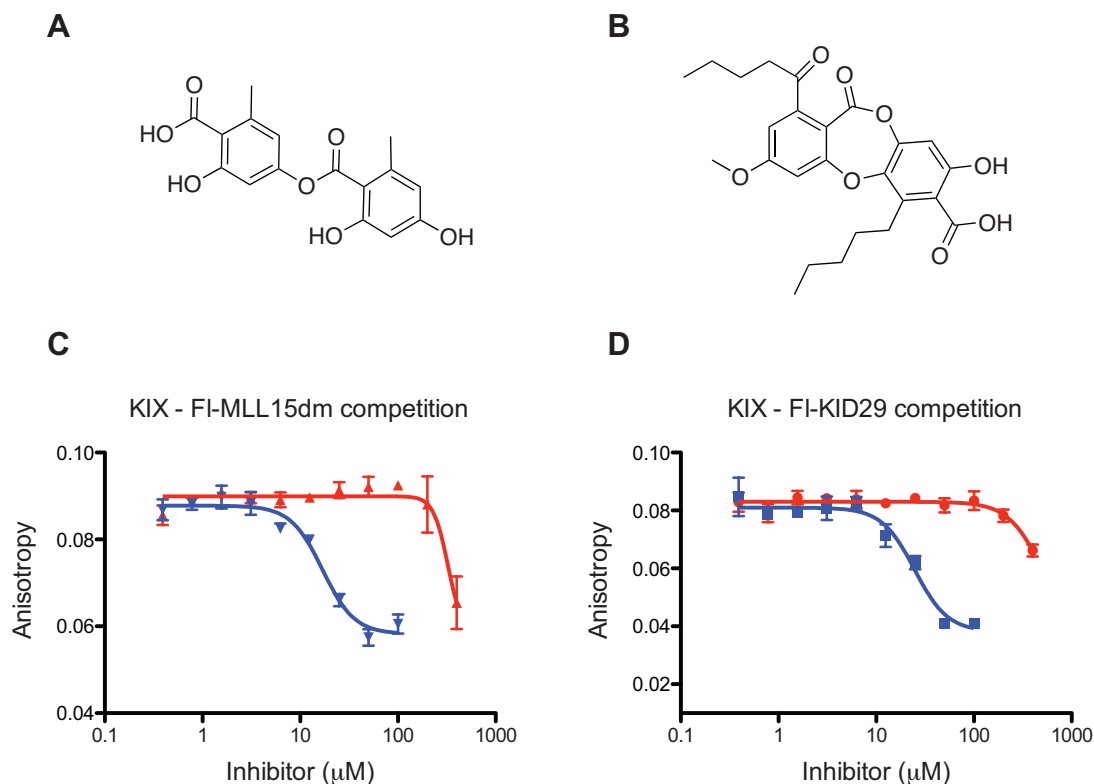 A
B
O
HO
HO
O
O
HO
OH
O
O
O
O
O
OH
O
OH
C
D
KIX - Fl-MLL15dm competition
KIX - Fl-KID29 competition
0.10
0.08
0.06
0.04
Anisotropy
0.1
1
10
100
1000
Inhibitor (μM)
0.10
0.08
0.06
0.04
0.02
Anisotropy
0.1
1
10
100
1000
Inhibitor (μM)